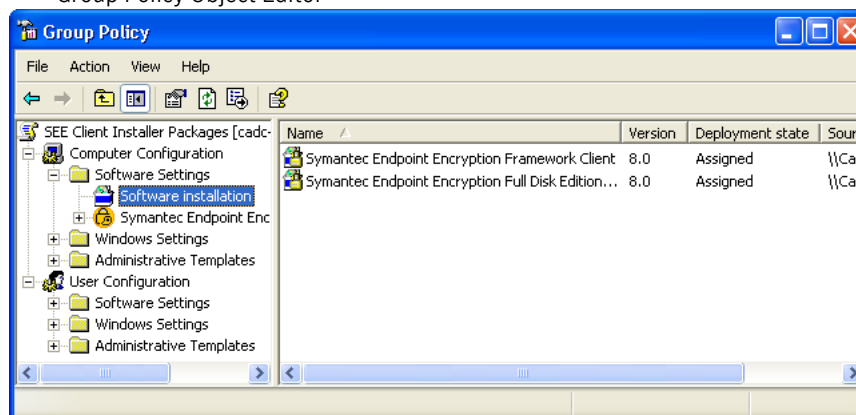 Group Policy Object Editor
Group Policy
File Action View Help
SEE Client Installer Packages [cadc-
Computer Configuration
Software Settings
Software installation
Symantec Endpoint Enc
Windows Settings
Administrative Templates
User Configuration
Software Settings
Windows Settings
Administrative Templates
Name Version Deployment state Sour
Symantec Endpoint Encryption Framework Client 8.0 Assigned \\Ca
Symantec Endpoint Encryption Full Disk Edition... 8.0 Assigned \\Ca